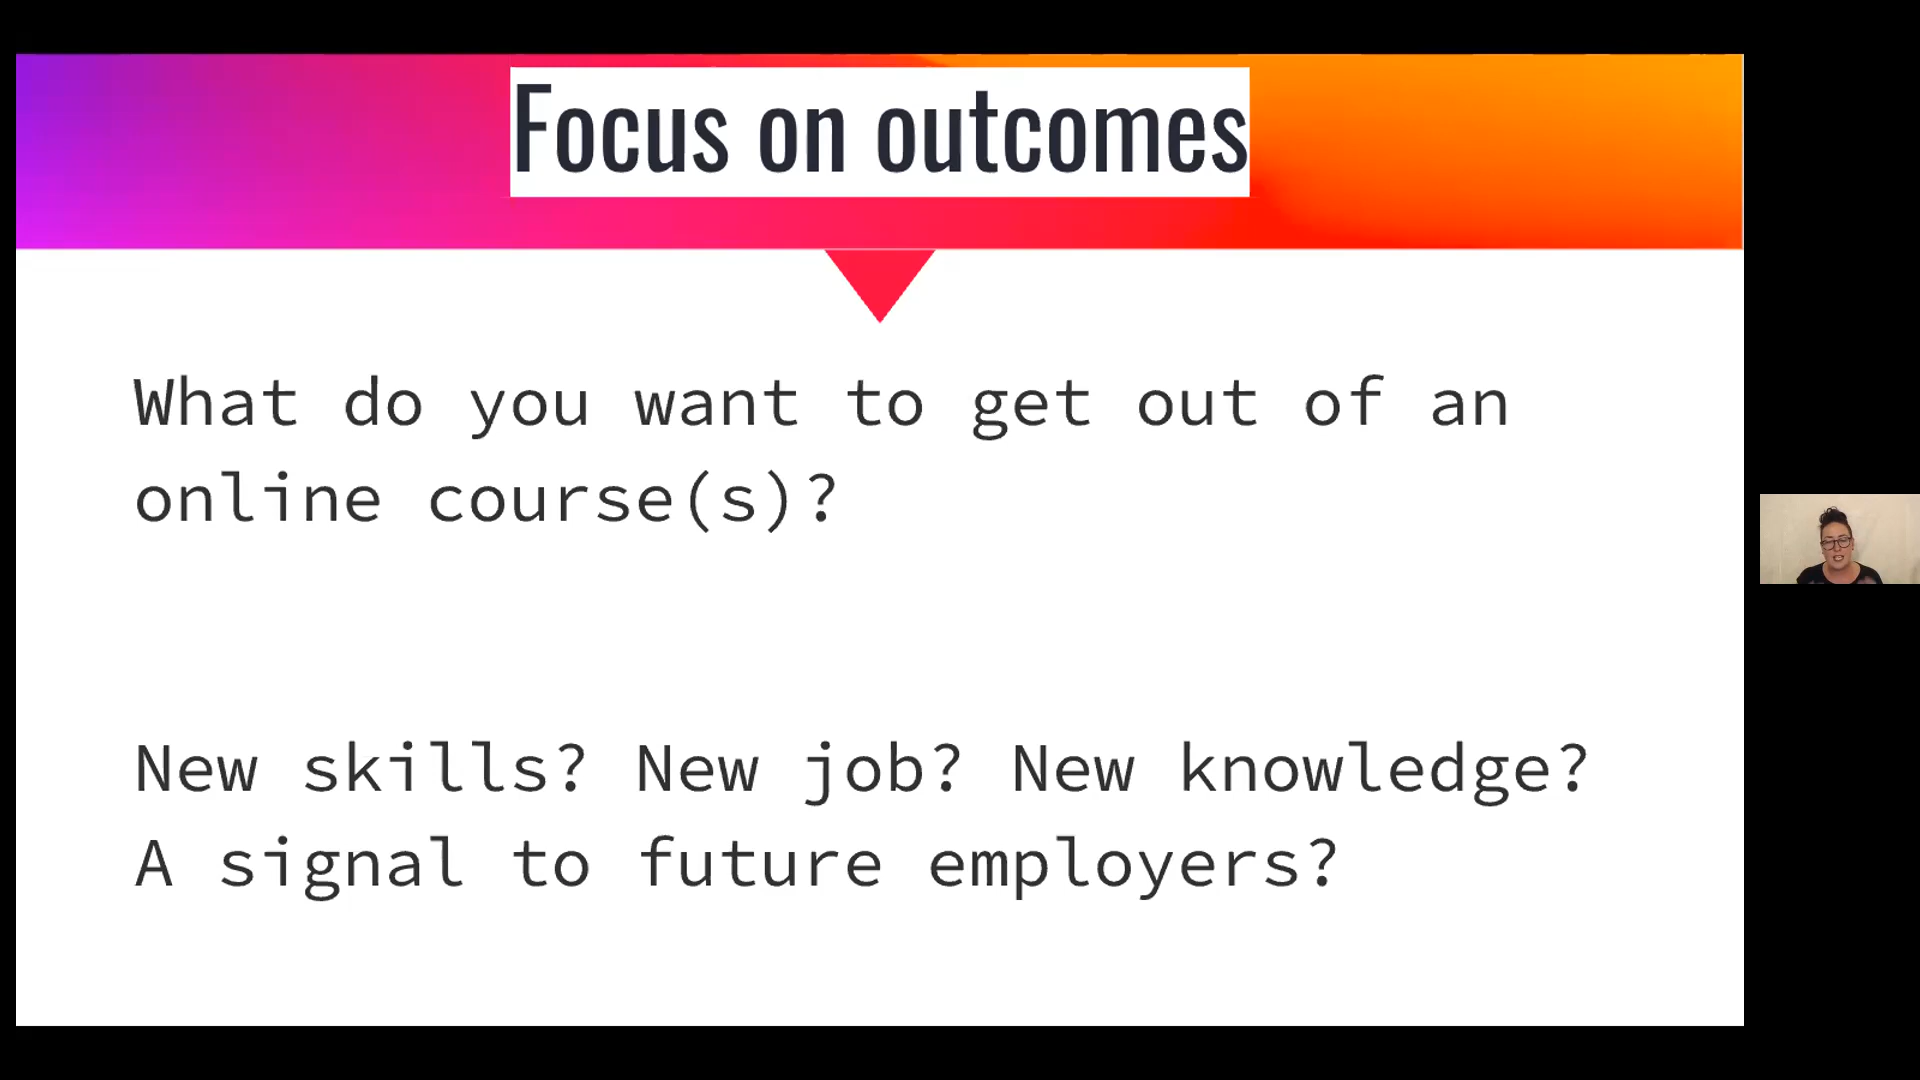 Focus on outcomes
What do you want to get out of an
online course(s)?
New skills? New job? New knowledge?
A signal to future employers?